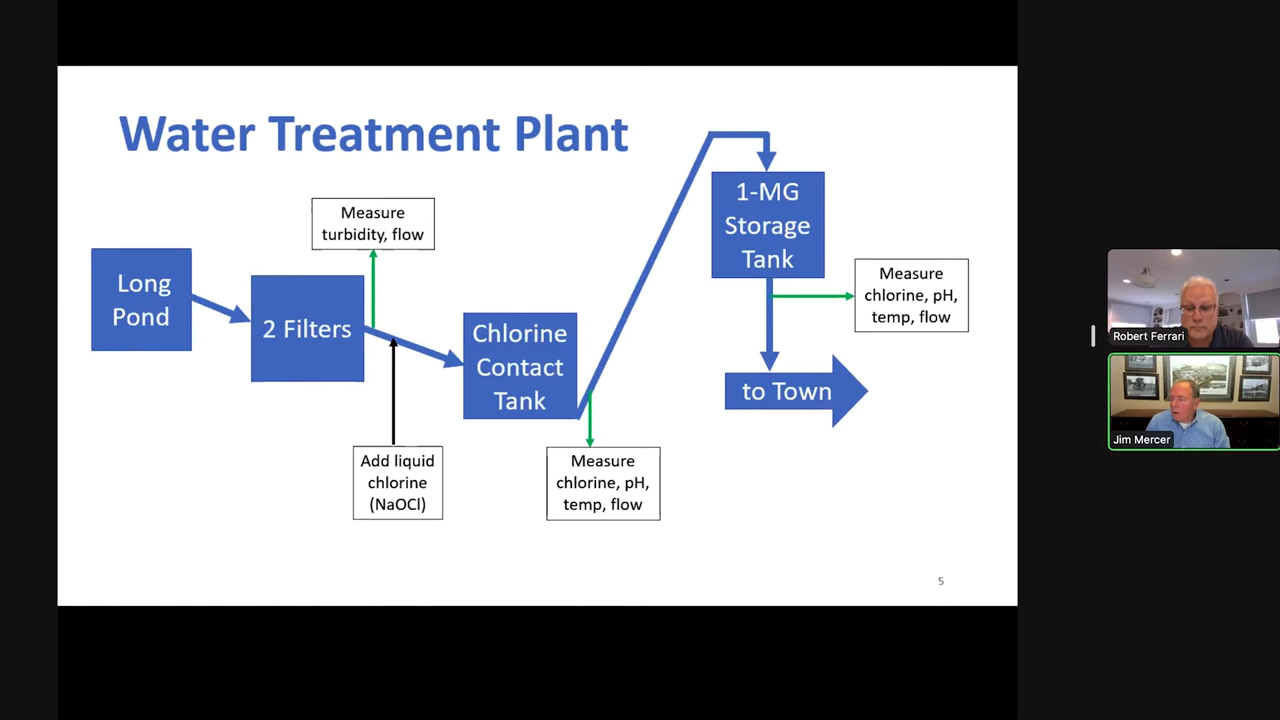 Water Treatment Plant
Long
Pond
2 Filters
Measure
turbidity, flow
Add liquid
chlorine
(NaOCl)
Chlorine
Contact
Tank
Measure
chlorine, pH,
temp, flow
1-MG
Storage
Tank
Measure
chlorine, pH,
temp, flow
to Town
5
Robert Ferrari
Jim Mercer